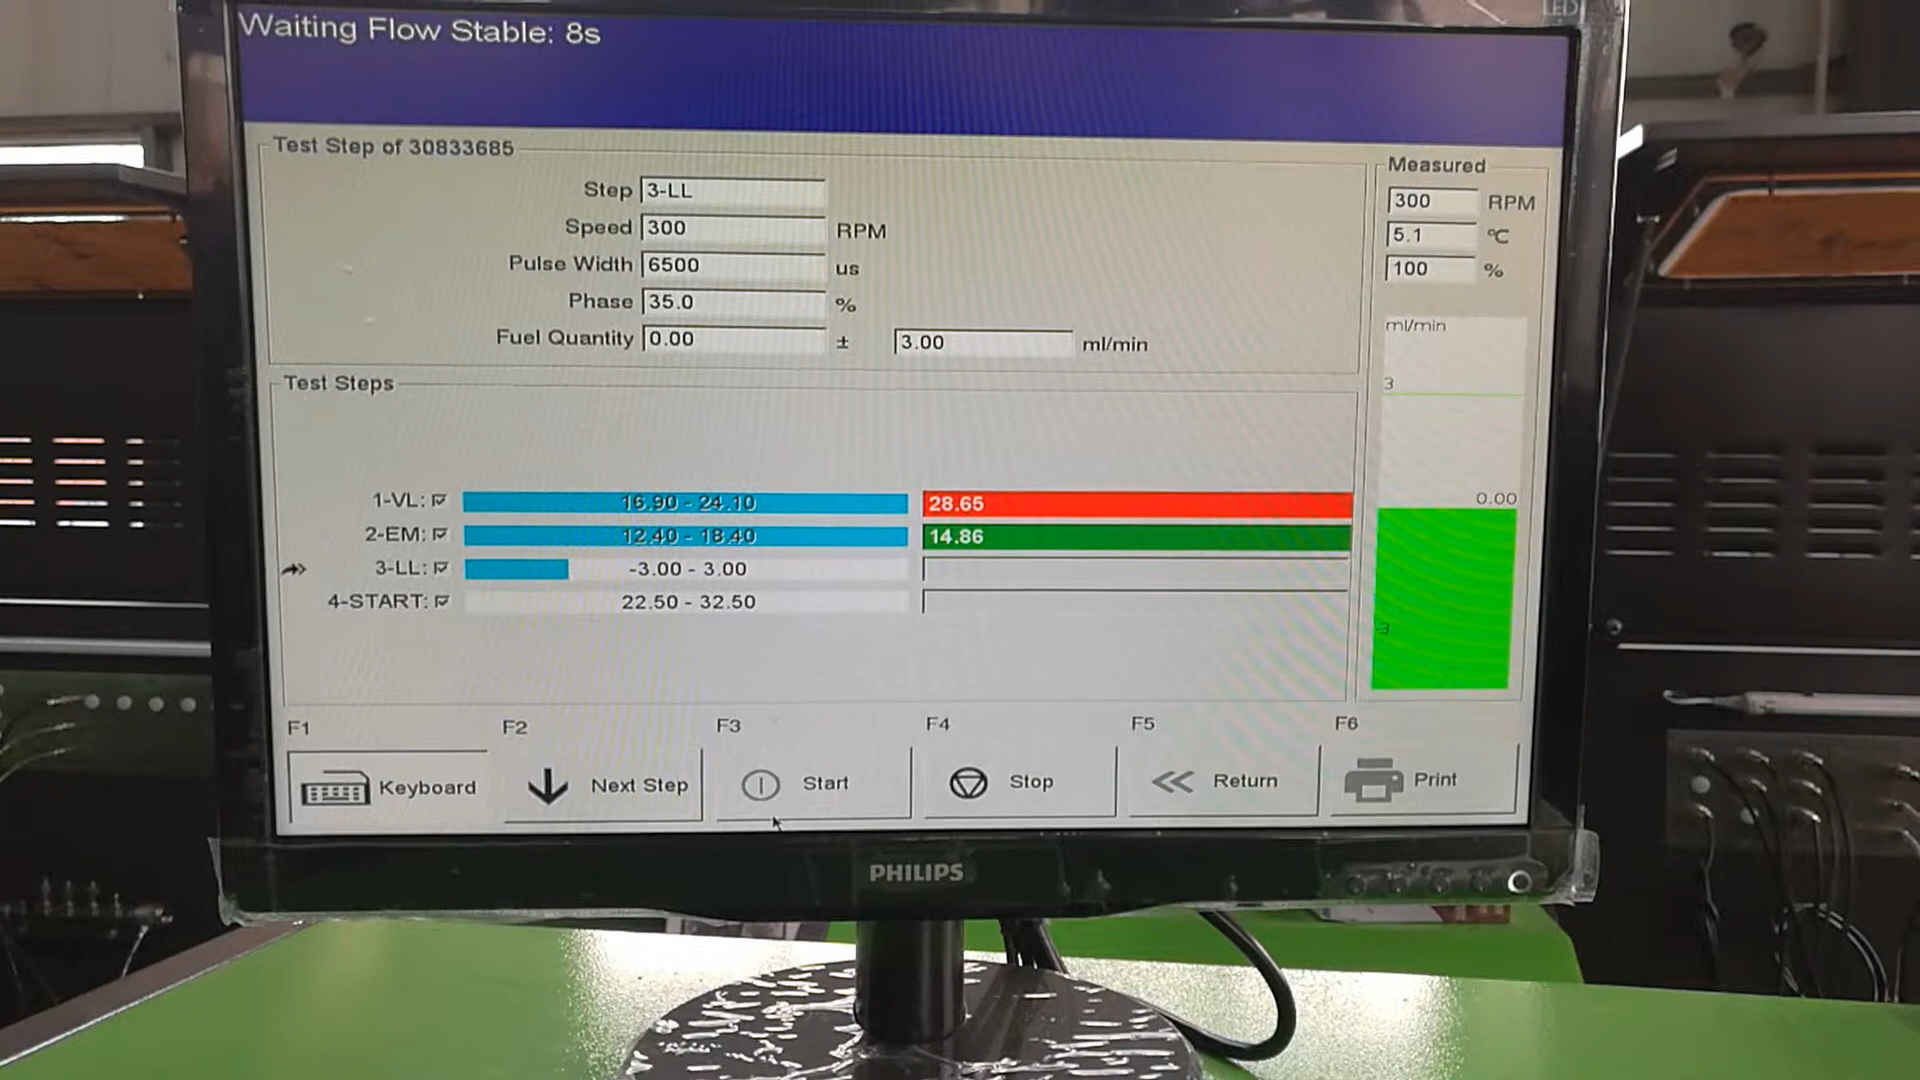 Waiting Flow Stable: 8s
Test Step of 30833685
Step 3-LL
Speed 300 RPM
Pulse Width 6500 us
Phase 35.0 %
Fuel Quantity 0.00 ± 3.00 ml/min
Measured
300 RPM
5.1 °C
100 %
ml/min
3
0.00
-3
Test Steps
1-VL: 16.90 - 24.10 28.65
2-EM: 12.40 - 18.40 14.86
3-LL: -3.00 - 3.00
4-START: 22.50 - 32.50
F1 F2 F3 F4 F5 F6
Keyboard Next Step Start Stop Return Print
PHILIPS
LED